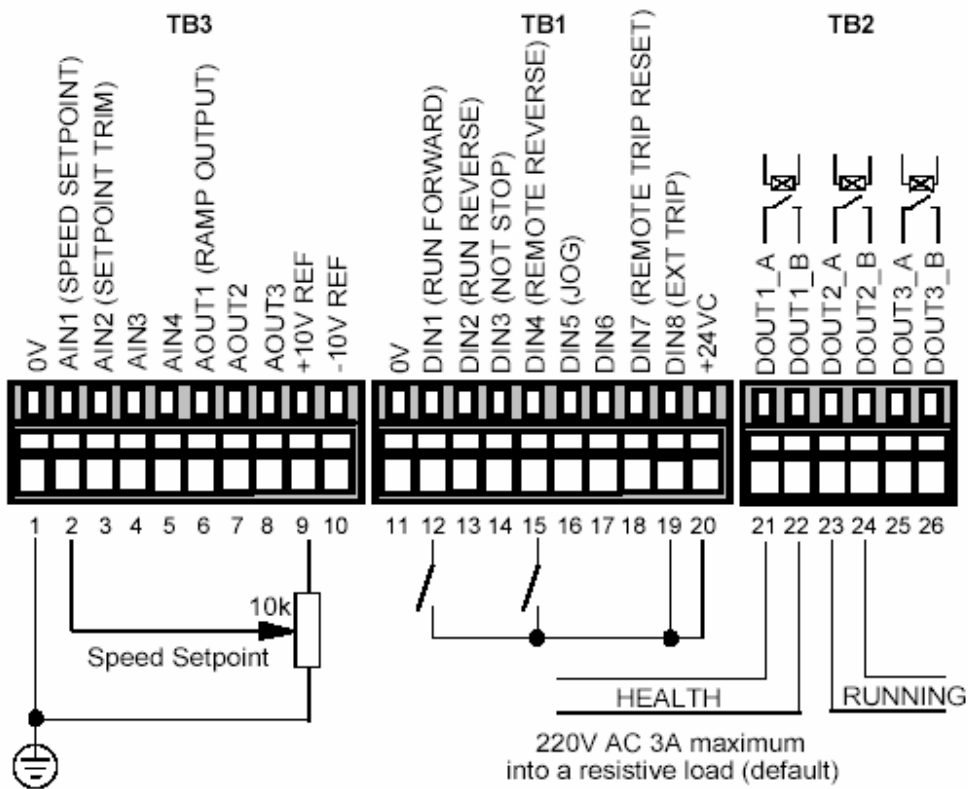 TB3
TB1
TB2
0V
AIN1 (SPEED SETPOINT)
AIN2 (SETPOINT TRIM)
AIN3
AIN4
AOUT1 (RAMP OUTPUT)
AOUT2
AOUT3
+10V REF
-10V REF
0V
DIN1 (RUN FORWARD)
DIN2 (RUN REVERSE)
DIN3 (NOT STOP)
DIN4 (REMOTE REVERSE)
DIN5 (JOG)
DIN6
DIN7 (REMOTE TRIP RESET)
DIN8 (EXT TRIP)
+24VC
DOUT1_A
DOUT1_B
DOUT2_A
DOUT2_B
DOUT3_A
DOUT3_B
1 2 3 4 5 6 7 8 9 10
11 12 13 14 15 16 17 18 19 20
21 22 23 24 25 26
10k
Speed Setpoint
HEALTH
RUNNING
220V AC 3A maximum
into a resistive load (default)